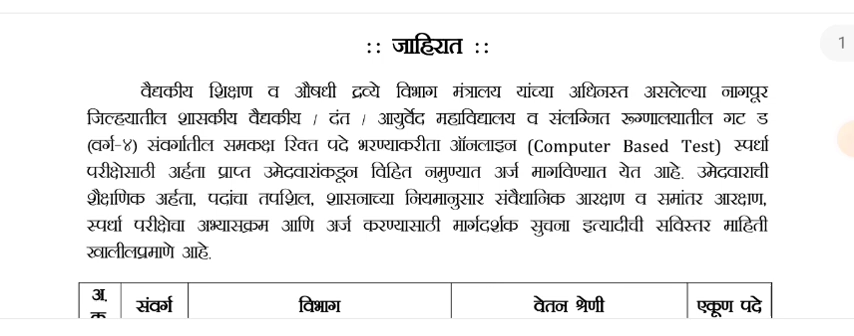 :: जाहिरात ::
1
वैद्यकीय शिक्षण व औषधी द्रव्ये विभाग मंत्रालय यांच्या अधिनस्त असलेल्या नागपूर
जिल्हयातील शासकीय वैद्यकीय / दंत / आयुर्वेद महाविद्यालय व संलग्नित रूग्णालयातील गट ड
(वर्ग-४) संवर्गातील समकक्ष रिक्त पदे भरण्याकरीता ऑनलाइन (Computer Based Test) स्पर्धा
परीक्षेसाठी अर्हता प्राप्त उमेदवारांकडून विहित नमुण्यात अर्ज मागविण्यात येत आहे. उमेदवाराची
शैक्षणिक अर्हता, पदांचा तपशिल, शासनाच्या नियमानुसार संवैधानिक आरक्षण व समांतर आरक्षण,
स्पर्धा परीक्षेचा अभ्यासक्रम आणि अर्ज करण्यासाठी मार्गदर्शक सुचना इत्यादीची सविस्तर माहिती
खालीलप्रमाणे आहे.
अ. संवर्ग विभाग वेतन श्रेणी एकूण पदे